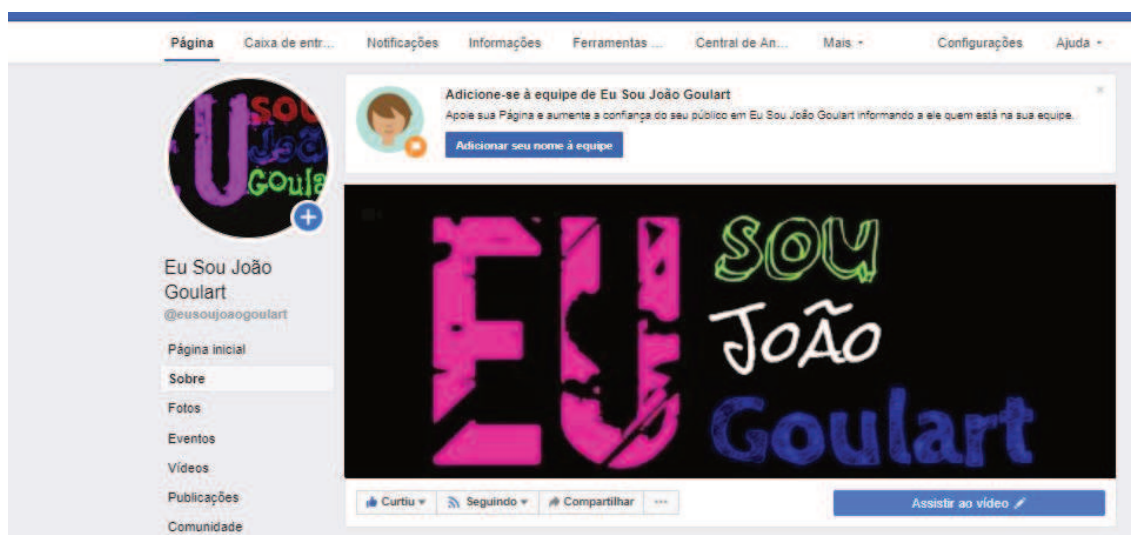 Página Caixa de entr... Notificações Informações Ferramentas ... Central de An... Mais Configurações Ajuda
Adicione-se à equipe de Eu Sou João Goulart
Apoie sua Página e aumente a confiança do seu público em Eu Sou João Goulart informando a ele quem está na sua equipe.
Adicionar seu nome à equipe
U SOU
João
Goula
Eu Sou João
Goulart
@eusoujoaogoulart
Página inicial
Sobre
Fotos
Eventos
Vídeos
Publicações
Comunidade
EU SOU
JOÃO
Goulart
Curtiu Seguindo Compartilhar ...
Assistir ao vídeo